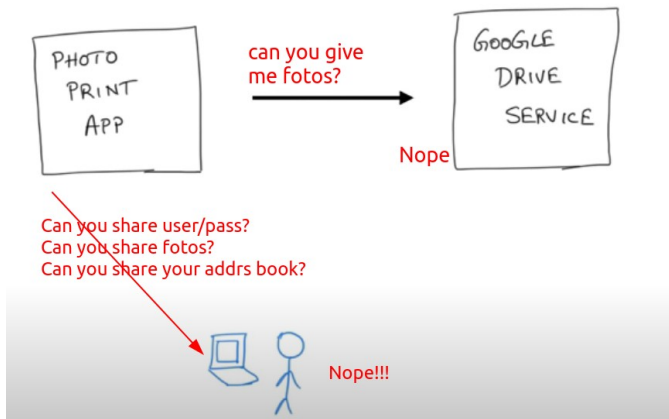 PHOTO
PRINT
APP
can you give
me fotos?
GOOGLE
DRIVE
SERVICE
Nope
Can you share user/pass?
Can you share fotos?
Can you share your addrs book?
Nope!!!